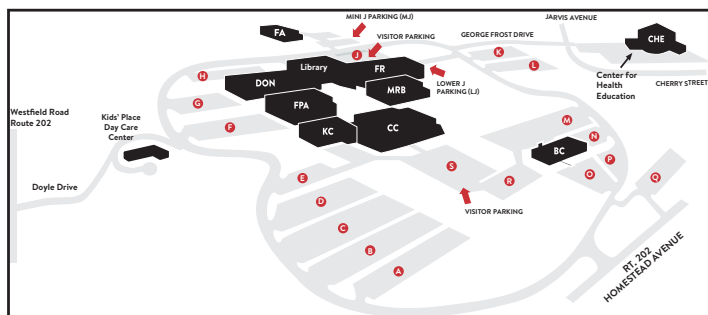 MINI J PARKING (MJ)
JARVIS AVENUE
FA
VISITOR PARKING
GEORGE FROST DRIVE
CHE
J
K
L
Library
FR
H
DON
LOWER J
PARKING (LJ)
Center for
Health
Education
CHERRY STREET
MRB
G
FPA
Westfield Road
Route 202
Kids' Place
Day Care
Center
F
KC
CC
M
N
BC
P
S
R
O
Q
E
D
VISITOR PARKING
Doyle Drive
C
B
A
RT. 202
HOMESTEAD AVENUE